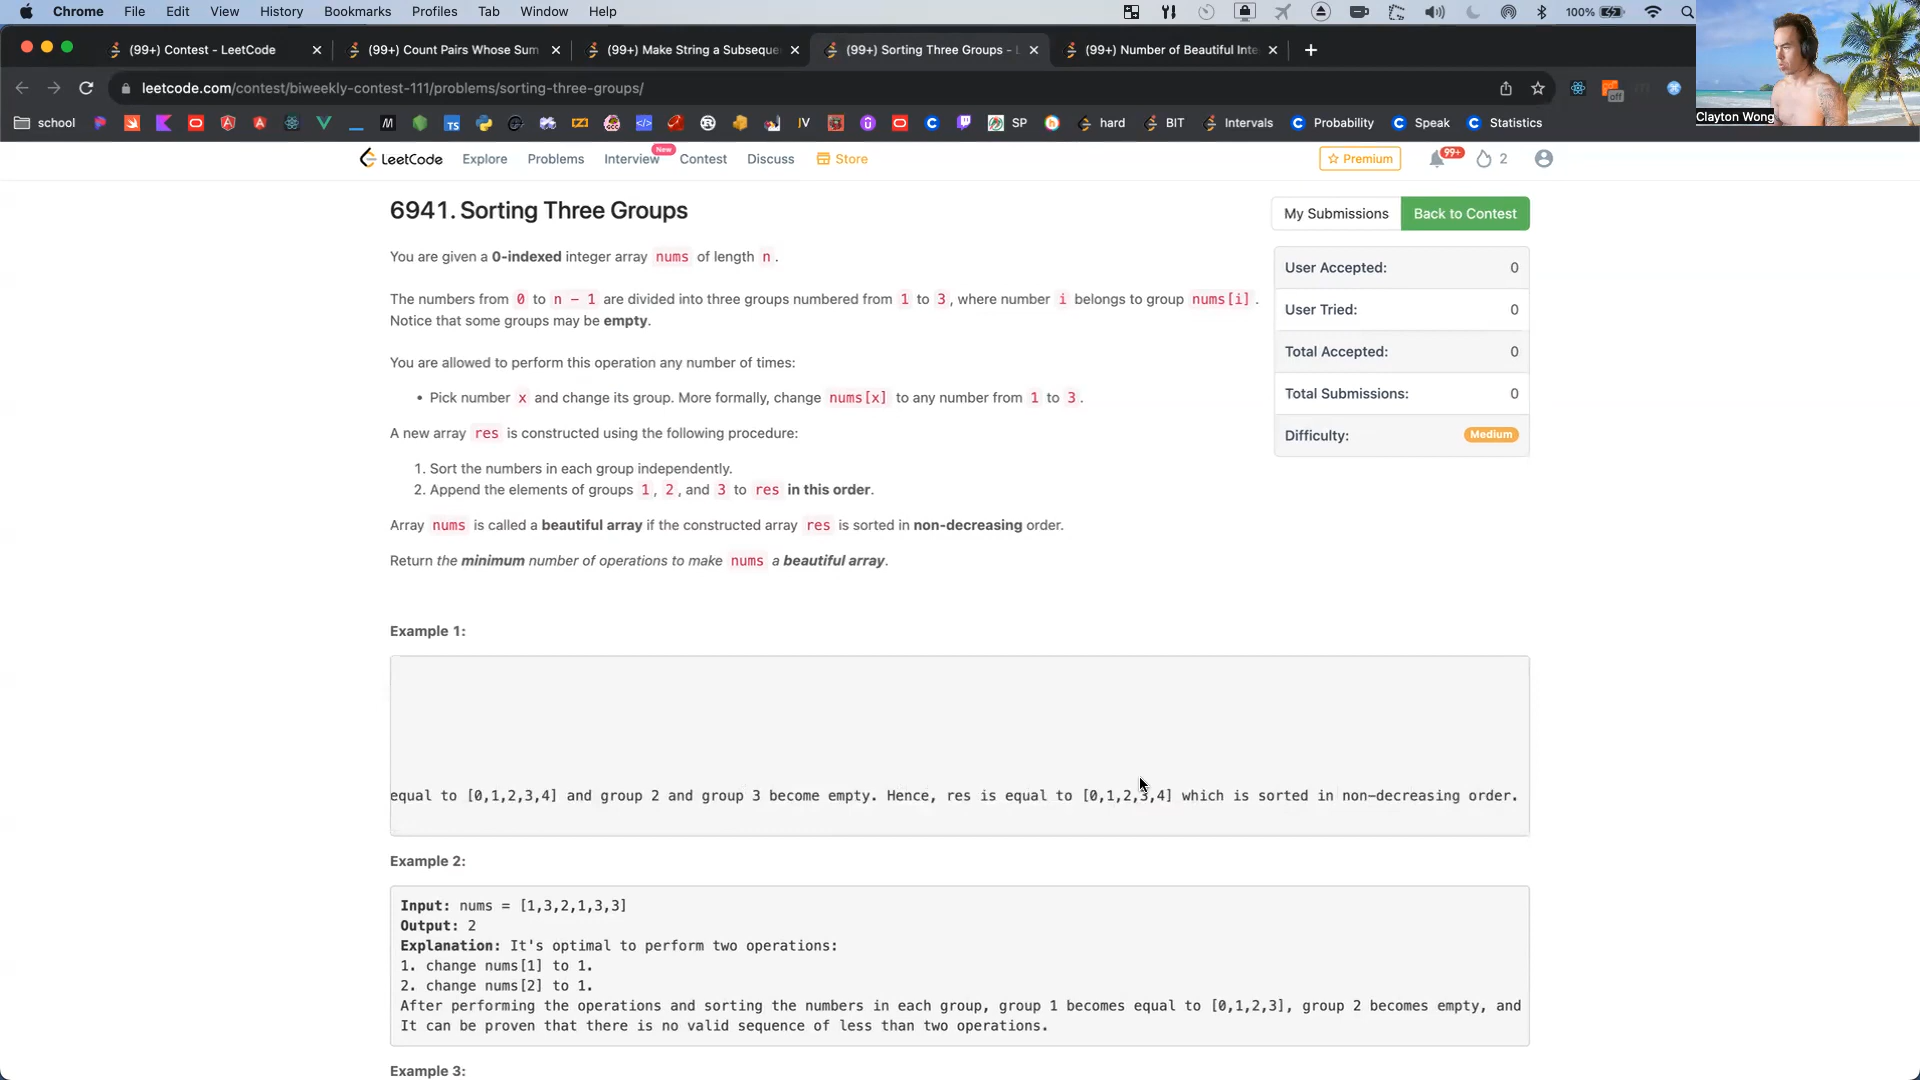 Chrome File Edit View History Bookmarks Profiles Tab Window Help
100%
(99+) Contest - LeetCode
(99+) Count Pairs Whose Sum
(99+) Make String a Subseque
(99+) Sorting Three Groups - L
(99+) Number of Beautiful Inte
leetcode.com/contest/biweekly-contest-111/problems/sorting-three-groups/
off
Clayton Wong
school
TS
JV
SP
hard
BIT
Intervals
Probability
Speak
Statistics
LeetCode Explore Problems Interview New Contest Discuss Store
Premium 99+ 2
6941. Sorting Three Groups
My Submissions Back to Contest
You are given a 0-indexed integer array nums of length n .
The numbers from 0 to n - 1 are divided into three groups numbered from 1 to 3 , where number i belongs to group nums[i] .
Notice that some groups may be empty.
You are allowed to perform this operation any number of times:
• Pick number x and change its group. More formally, change nums[x] to any number from 1 to 3 .
A new array res is constructed using the following procedure:
1. Sort the numbers in each group independently.
2. Append the elements of groups 1 , 2 , and 3 to res in this order.
Array nums is called a beautiful array if the constructed array res is sorted in non-decreasing order.
Return the minimum number of operations to make nums a beautiful array.
User Accepted: 0
User Tried: 0
Total Accepted: 0
Total Submissions: 0
Difficulty: Medium
Example 1:
equal to [0,1,2,3,4] and group 2 and group 3 become empty. Hence, res is equal to [0,1,2,3,4] which is sorted in non-decreasing order.
Example 2:
Input: nums = [1,3,2,1,3,3]
Output: 2
Explanation: It's optimal to perform two operations:
1. change nums[1] to 1.
2. change nums[2] to 1.
After performing the operations and sorting the numbers in each group, group 1 becomes equal to [0,1,2,3], group 2 becomes empty, and
It can be proven that there is no valid sequence of less than two operations.
Example 3: